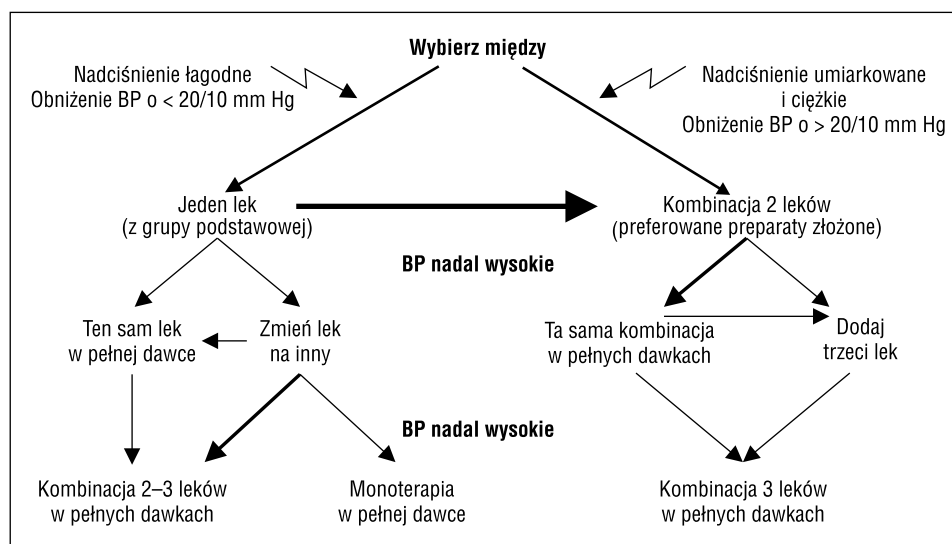 Wybierz między
Nadciśnienie łagodne
Obniżenie BP o < 20/10 mm Hg
Nadciśnienie umiarkowane
i ciężkie
Obniżenie BP o > 20/10 mm Hg
Jeden lek
(z grupy podstawowej)
Kombinacja 2 leków
(preferowane preparaty złożone)
BP nadal wysokie
Ten sam lek
w pełnej dawce
Zmień lek
na inny
Ta sama kombinacja
w pełnych dawkach
Dodaj
trzeci lek
BP nadal wysokie
Kombinacja 2–3 leków
w pełnych dawkach
Monoterapia
w pełnej dawce
Kombinacja 3 leków
w pełnych dawkach